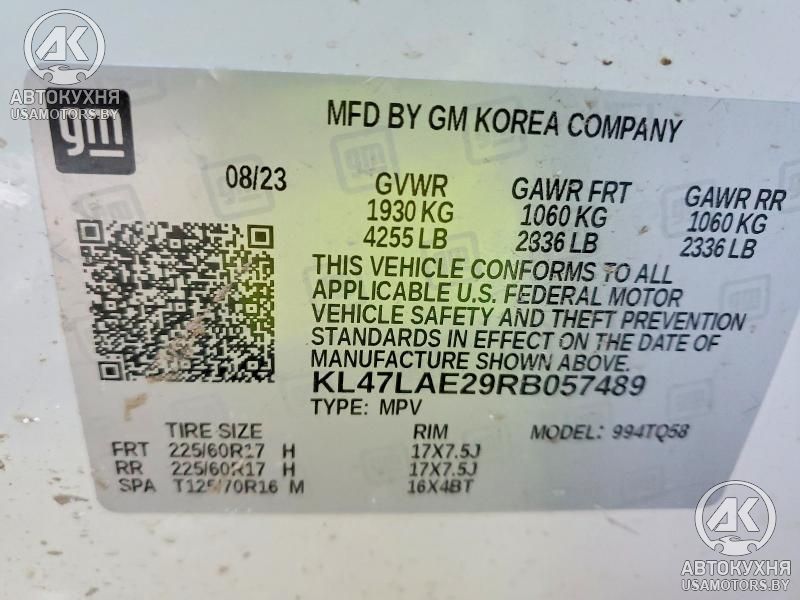 AK
АВТОКУХНЯ
USAMOTORS.BY
gm
MFD BY GM KOREA COMPANY
08/23
GVWR GAWR FRT GAWR RR
1930 KG 1060 KG 1060 KG
4255 LB 2336 LB 2336 LB
THIS VEHICLE CONFORMS TO ALL
APPLICABLE U.S. FEDERAL MOTOR
VEHICLE SAFETY AND THEFT PREVENTION
STANDARDS IN EFFECT ON THE DATE OF
MANUFACTURE SHOWN ABOVE.
KL47LAE29RB057489
TYPE: MPV
TIRE SIZE RIM MODEL: 994TQ58
FRT 225/60R17 H 17X7.5J
RR 225/60R17 H 17X7.5J
SPA T125/70R16 M 16X4BT
AK
АВТОКУХНЯ
USAMOTORS.BY